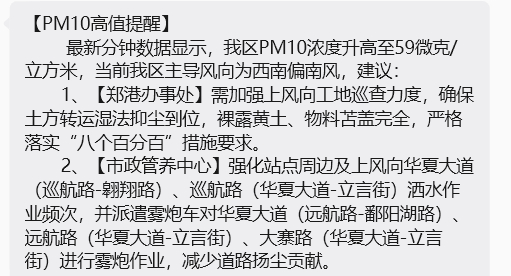 【PM10高值提醒】
最新分钟数据显示，我区PM10浓度升高至59微克/
立方米，当前我区主导风向为西南偏南风，建议：
1、【郑港办事处】需加强上风向工地巡查力度，确保
土方转运湿法抑尘到位，裸露黄土、物料苫盖完全，严格
落实“八个百分百”措施要求。
2、【市政管养中心】强化站点周边及上风向华夏大道
（巡航路-翱翔路）、巡航路（华夏大道-立言街）洒水作
业频次，并派遣雾炮车对华夏大道（远航路-鄱阳湖路）、
远航路（华夏大道-立言街）、大寨路（华夏大道-立言
街）进行雾炮作业，减少道路扬尘贡献。